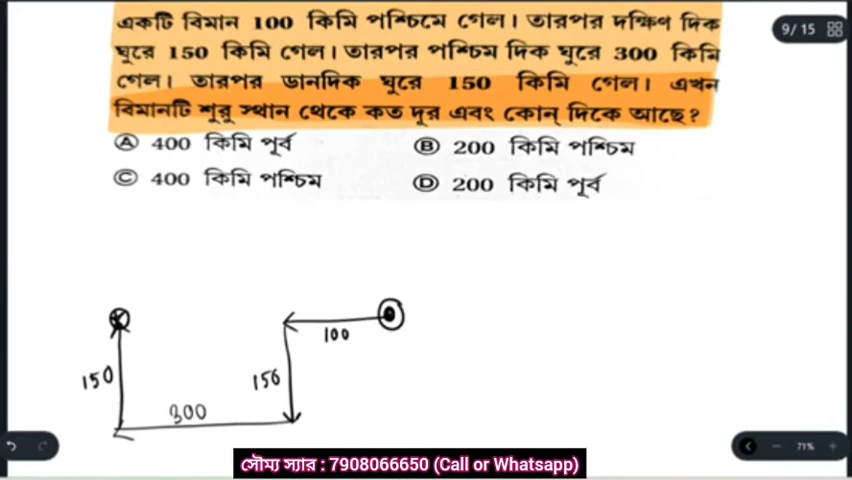 একটি বিমান 100 কিমি পশ্চিমে গেল। তারপর দক্ষিণ দিক
ঘুরে 150 কিমি গেল। তারপর পশ্চিম দিক ঘুরে 300 কিমি
গেল। তারপর ডানদিক ঘুরে 150 কিমি গেল। এখন
বিমানটি শুরু স্থান থেকে কত দূর এবং কোন্ দিকে আছে?
9/15
Ⓐ 400 কিমি পূর্ব
Ⓑ 200 কিমি পশ্চিম
Ⓒ 400 কিমি পশ্চিম
Ⓓ 200 কিমি পূর্ব
100
150
150
300
71%
সৌম্য স্যার : 7908066650 (Call or Whatsapp)